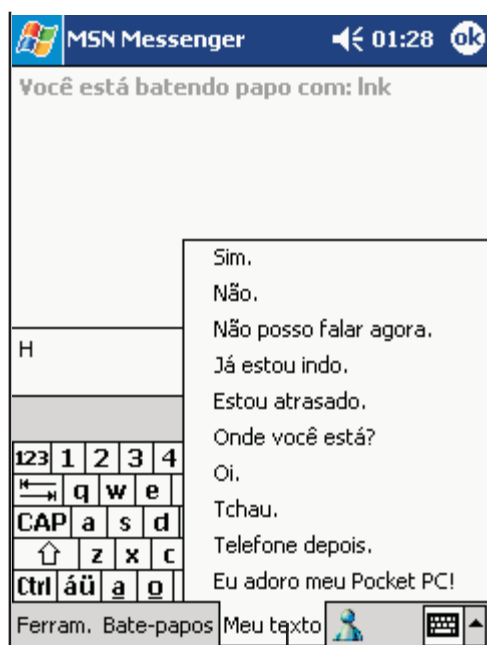 MSN Messenger 01:28 ok
Você está batendo papo com: lnk
Sim.
Não.
Não posso falar agora.
H
Já estou indo.
Estou atrasado.
Onde você está?
Oi.
Tchau.
Telefone depois.
Eu adoro meu Pocket PC!
123 1 2 3 4
q w e
CAP a s d
z x c
Ctrl áü a o
Ferram. Bate-papos Meu texto